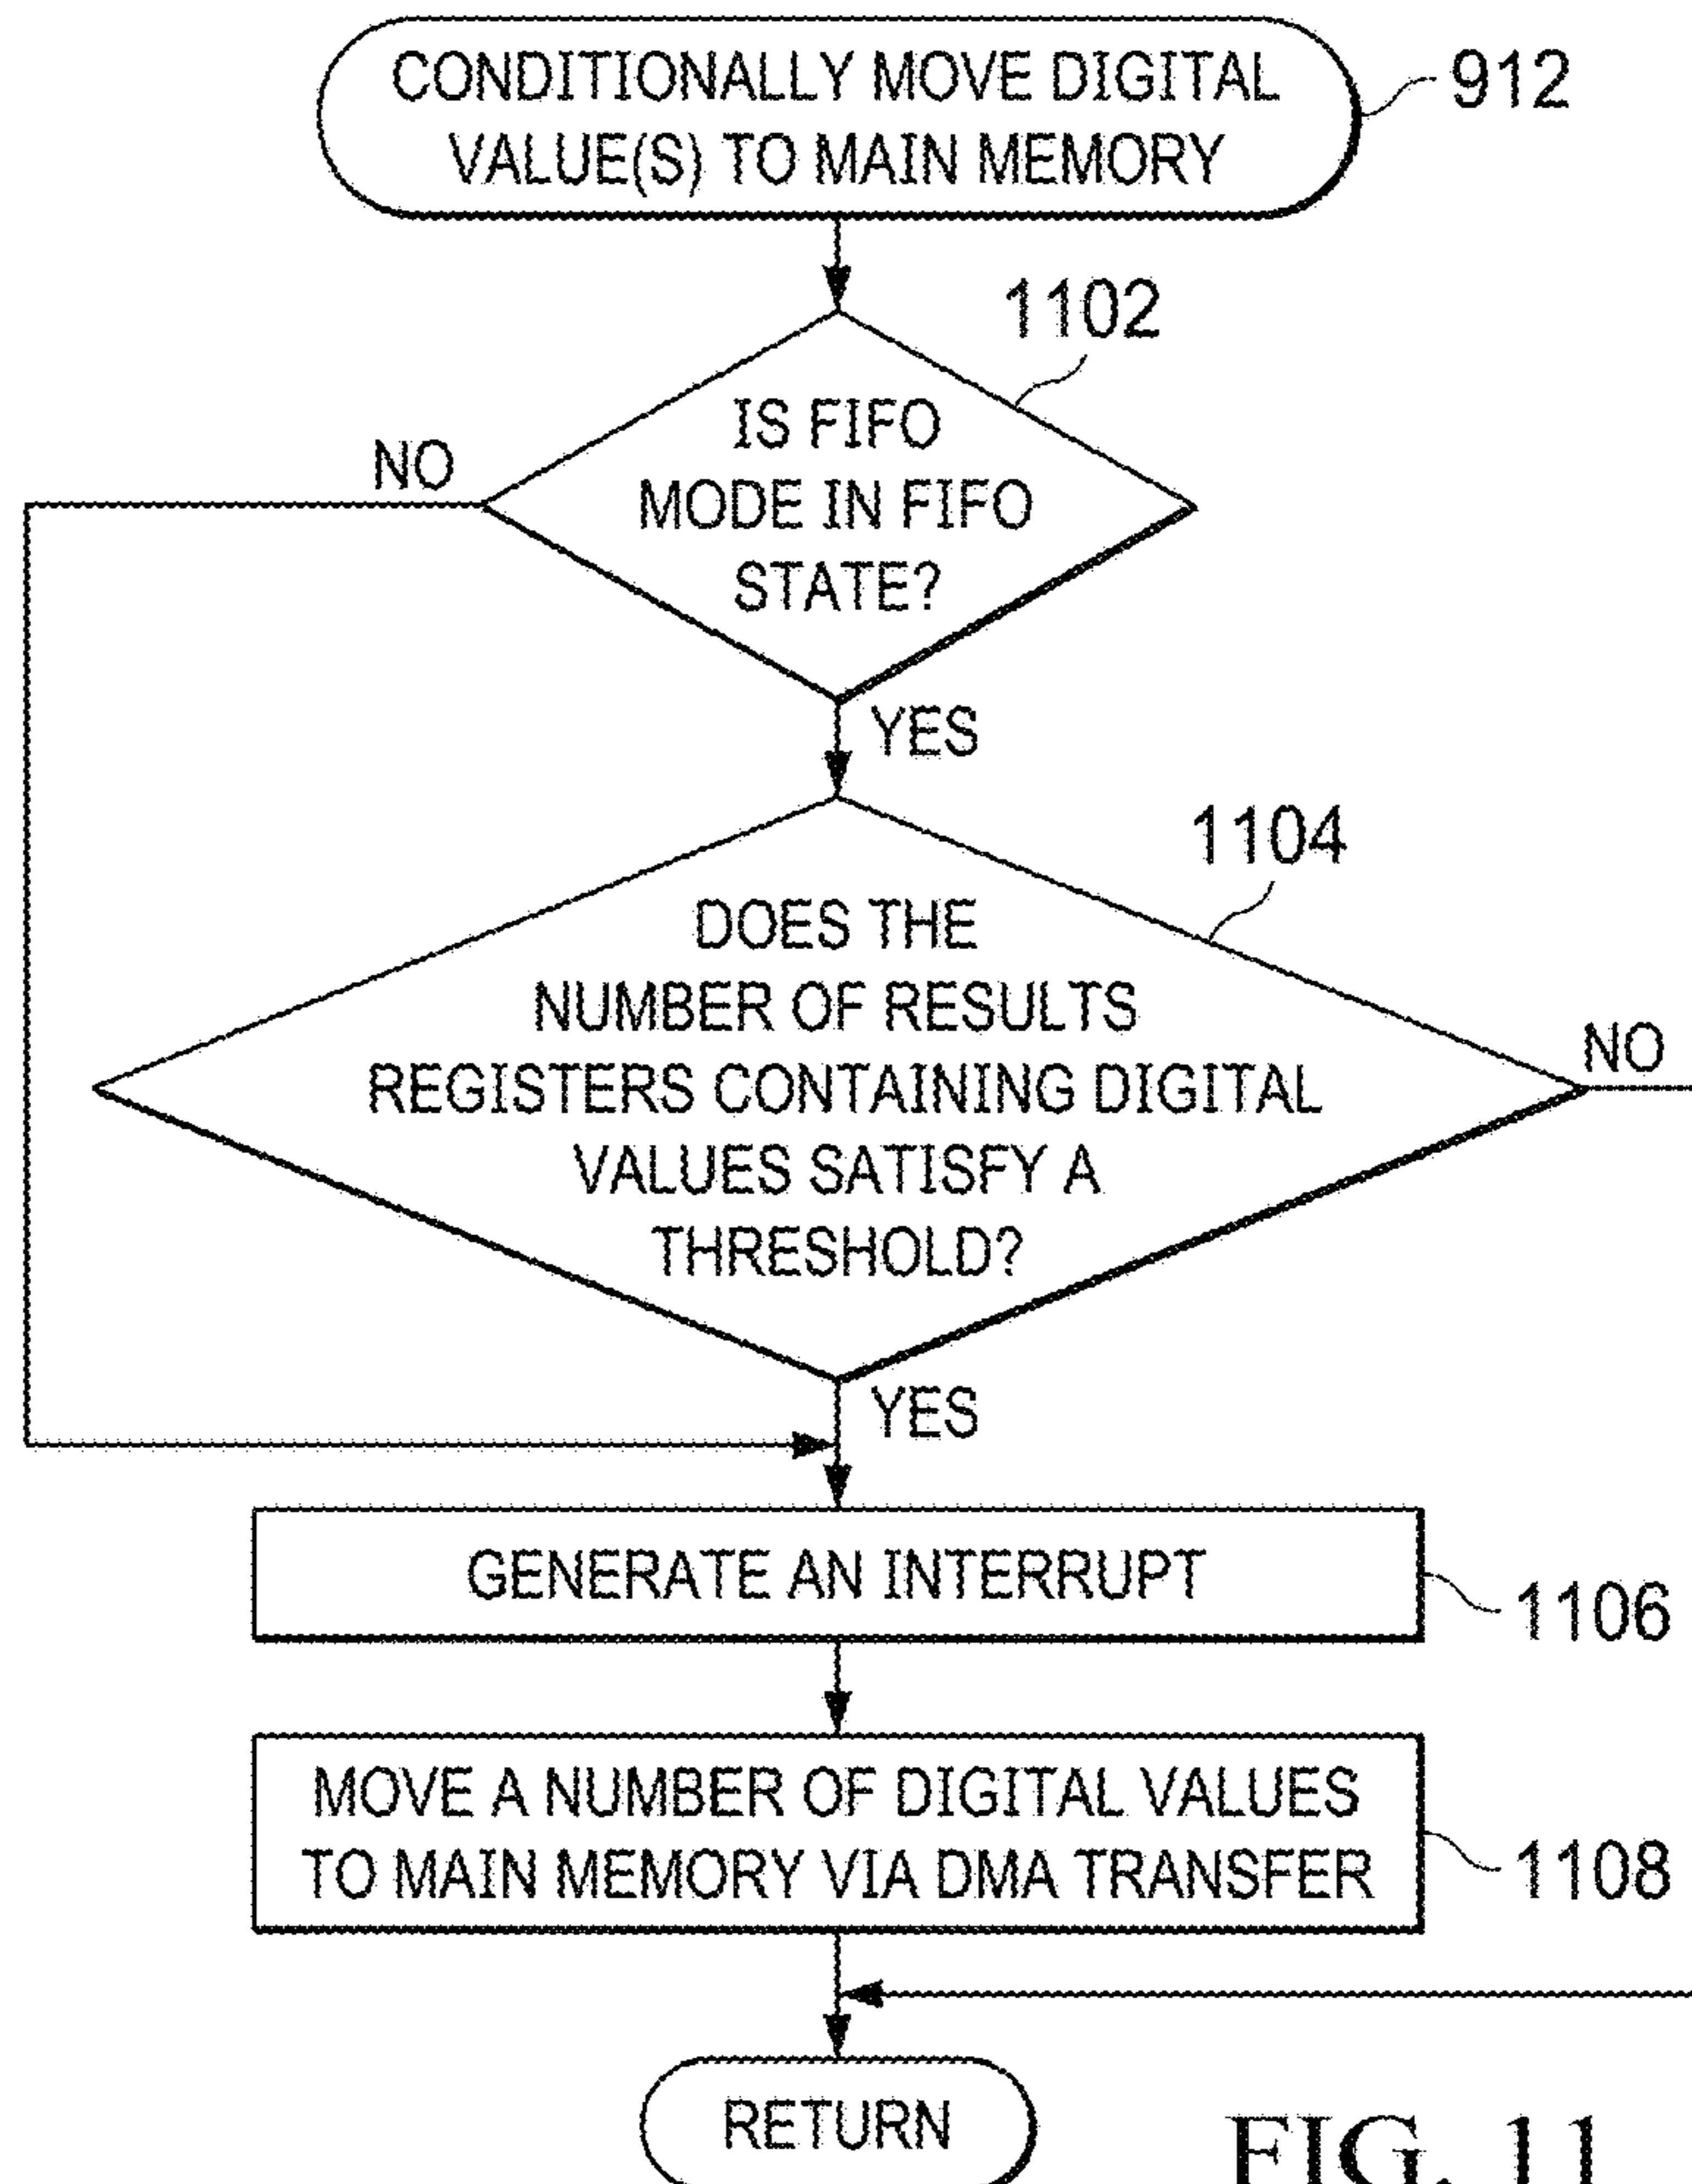 CONDITIONALLY MOVE DIGITAL
VALUE(S) TO MAIN MEMORY
912
1102
IS FIFO
MODE IN FIFO
STATE?
NO
YES
1104
DOES THE
NUMBER OF RESULTS
REGISTERS CONTAINING DIGITAL
VALUES SATISFY A
THRESHOLD?
NO
YES
GENERATE AN INTERRUPT
1106
MOVE A NUMBER OF DIGITAL VALUES
TO MAIN MEMORY VIA DMA TRANSFER
1108
RETURN
FIG. 11